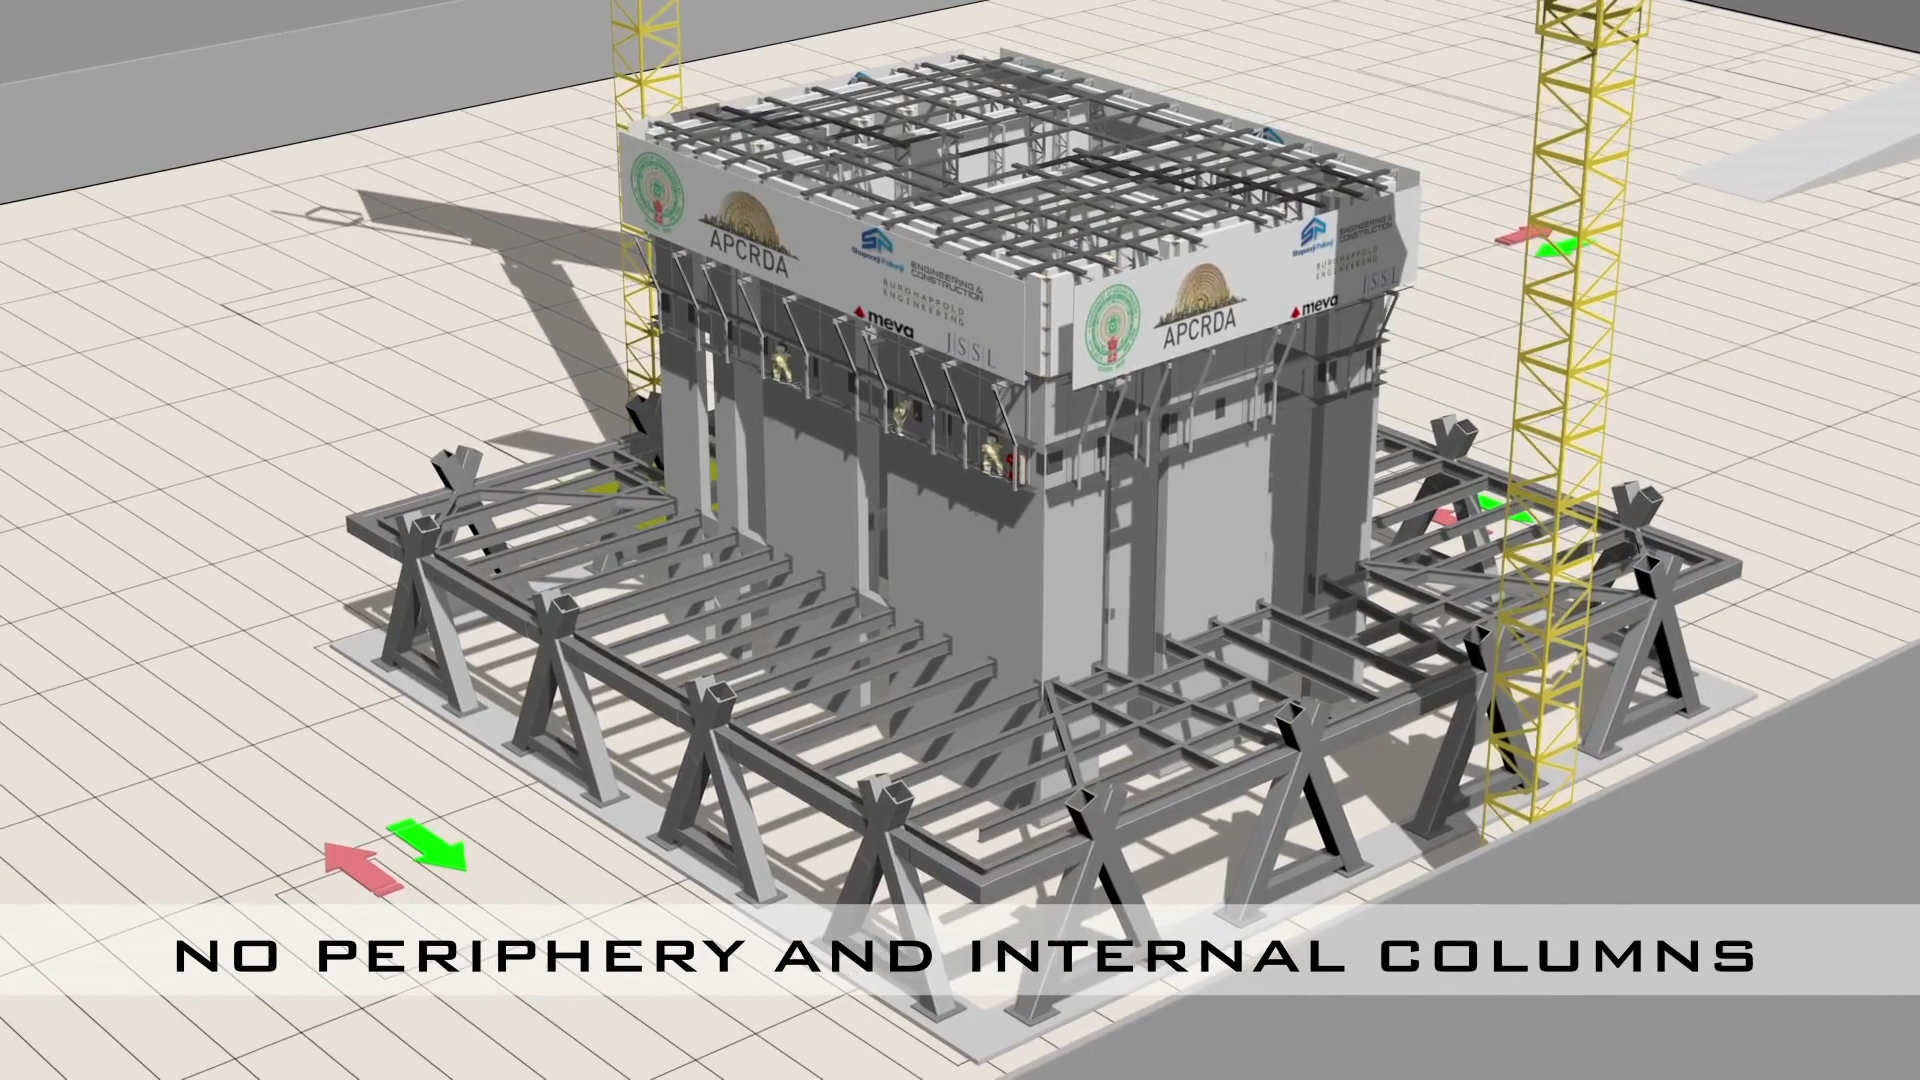 APCRDA
Shapoorji Pallonji
ENGINEERING &
CONSTRUCTION
BUROHAPPOLD
ENGINEERING
meva
JSSL
APCRDA
Shapoorji Pallonji
ENGINEERING &
CONSTRUCTION
BUROHAPPOLD
ENGINEERING
meva
JSSL
NO PERIPHERY AND INTERNAL COLUMNS